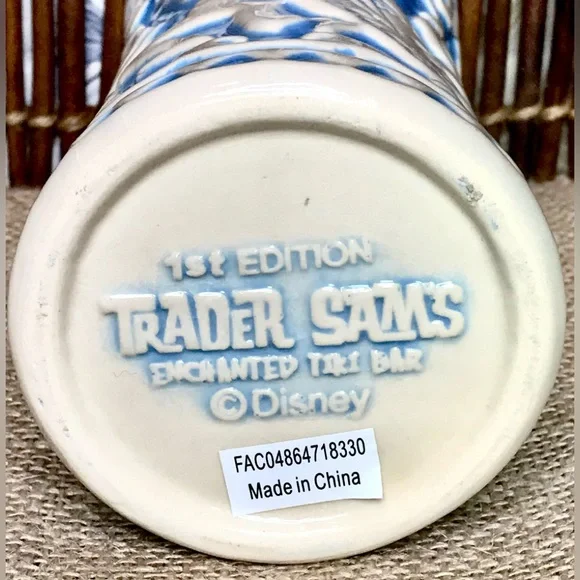 1st EDITION
TRADER SAM'S
ENCHANTED TIKI BAR
©Disney
FAC04864718330
Made in China